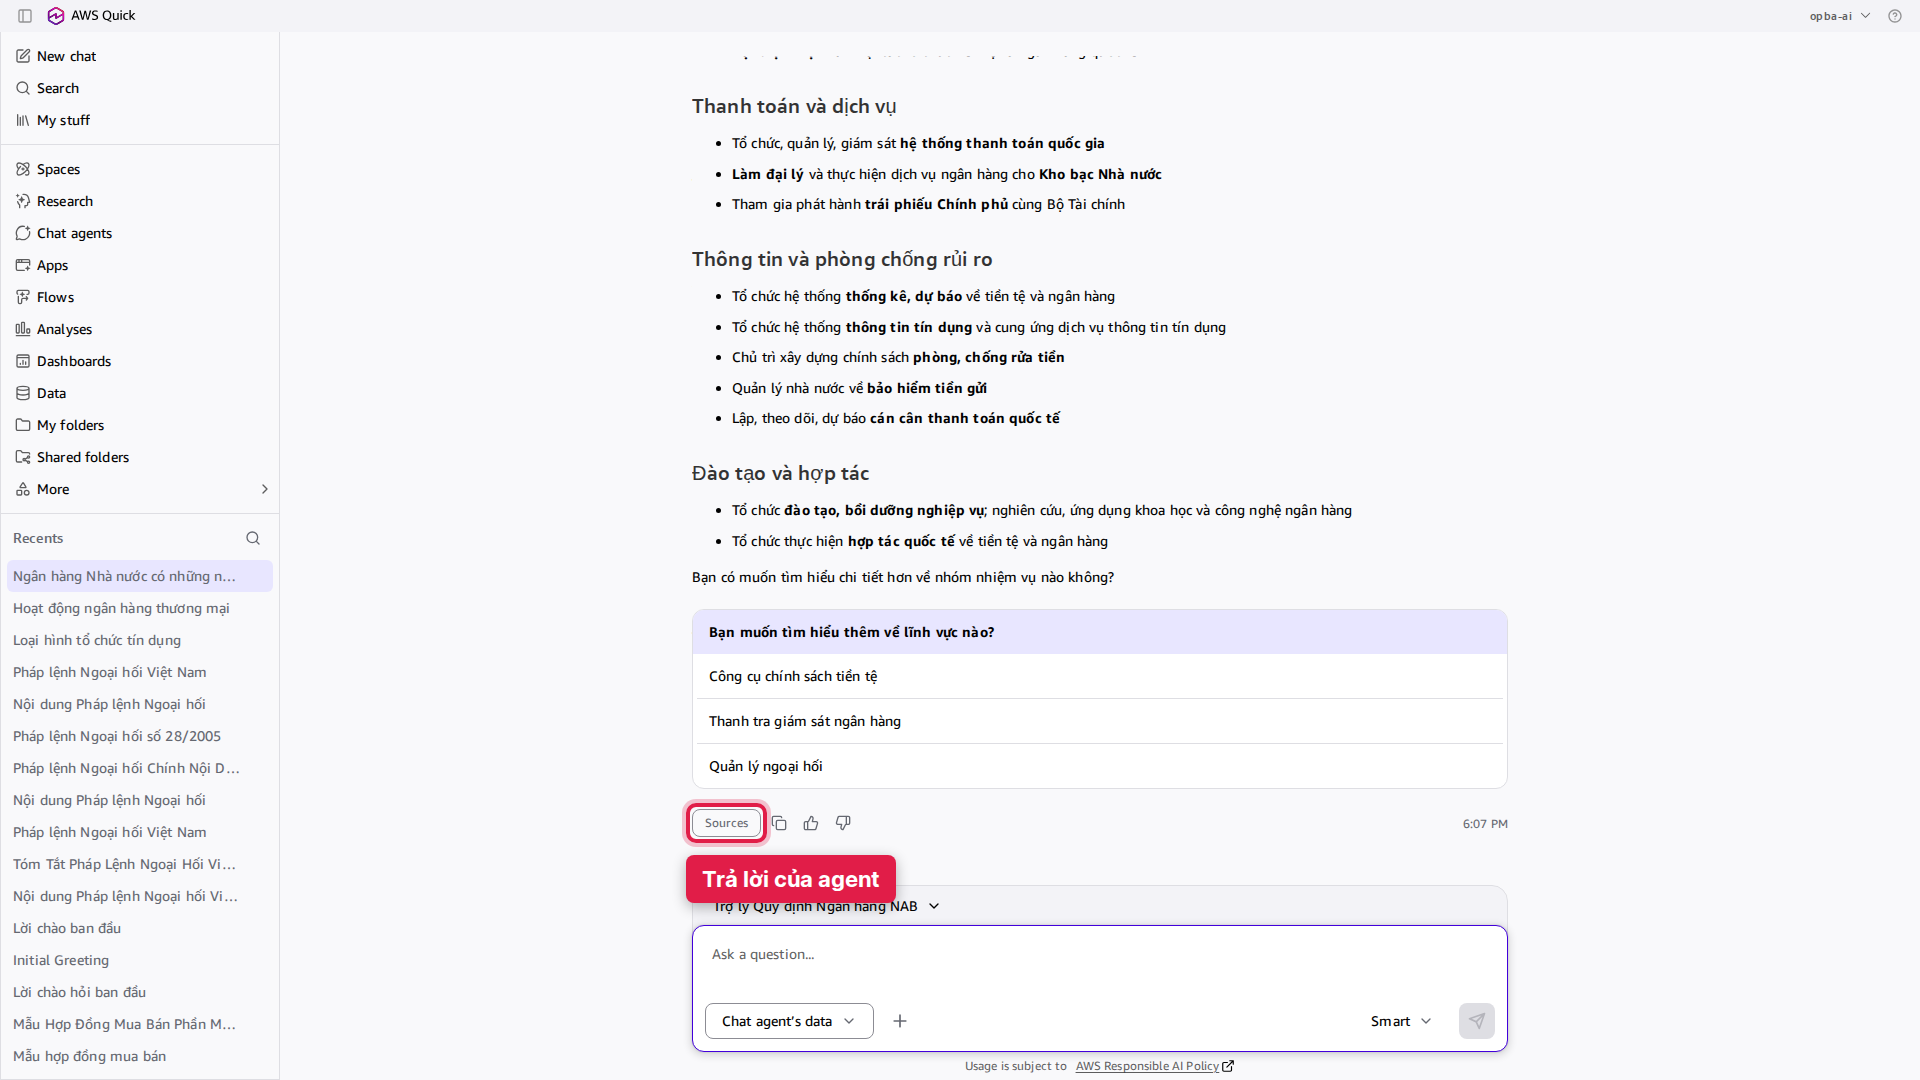 AWS Quick
opba-ai
New chat
Search
My stuff
Spaces
Research
Chat agents
Apps
Flows
Analyses
Dashboards
Data
My folders
Shared folders
More
Recents
Ngân hàng Nhà nước có những n...
Hoạt động ngân hàng thương mại
Loại hình tổ chức tín dụng
Pháp lệnh Ngoại hối Việt Nam
Nội dung Pháp lệnh Ngoại hối
Pháp lệnh Ngoại hối số 28/2005
Pháp lệnh Ngoại hối Chính Nội D...
Nội dung Pháp lệnh Ngoại hối
Pháp lệnh Ngoại hối Việt Nam
Tóm Tắt Pháp Lệnh Ngoại Hối Vi...
Nội dung Pháp lệnh Ngoại hối Vi...
Lời chào ban đầu
Initial Greeting
Lời chào hỏi ban đầu
Mẫu Hợp Đồng Mua Bán Phần M...
Mẫu hợp đồng mua bán
Thanh toán và dịch vụ
Tổ chức, quản lý, giám sát hệ thống thanh toán quốc gia
Làm đại lý và thực hiện dịch vụ ngân hàng cho Kho bạc Nhà nước
Tham gia phát hành trái phiếu Chính phủ cùng Bộ Tài chính
Thông tin và phòng chống rủi ro
Tổ chức hệ thống thống kê, dự báo về tiền tệ và ngân hàng
Tổ chức hệ thống thông tin tín dụng và cung ứng dịch vụ thông tin tín dụng
Chủ trì xây dựng chính sách phòng, chống rửa tiền
Quản lý nhà nước về bảo hiểm tiền gửi
Lập, theo dõi, dự báo cán cân thanh toán quốc tế
Đào tạo và hợp tác
Tổ chức đào tạo, bồi dưỡng nghiệp vụ; nghiên cứu, ứng dụng khoa học và công nghệ ngân hàng
Tổ chức thực hiện hợp tác quốc tế về tiền tệ và ngân hàng
Bạn có muốn tìm hiểu chi tiết hơn về nhóm nhiệm vụ nào không?
Bạn muốn tìm hiểu thêm về lĩnh vực nào?
Công cụ chính sách tiền tệ
Thanh tra giám sát ngân hàng
Quản lý ngoại hối
Sources
6:07 PM
Trả lời của agent
Trợ lý Quy định Ngân hàng NAB
Ask a question...
Chat agent's data
Smart
Usage is subject to AWS Responsible AI Policy